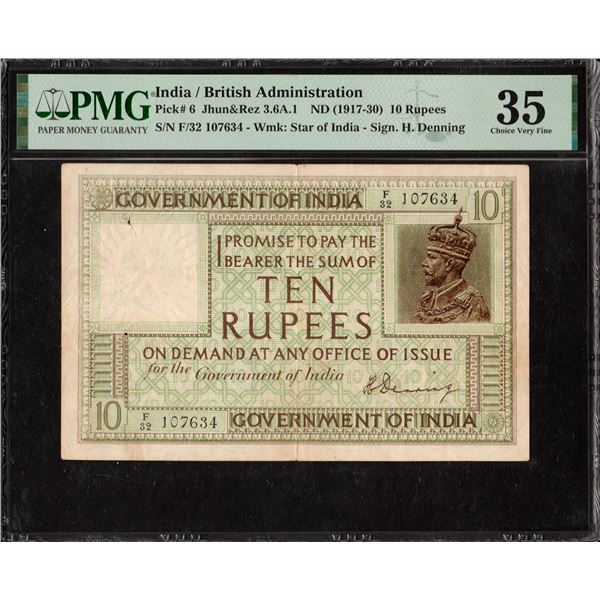 PMG
PAPER MONEY GUARANTY
India / British Administration
Pick# 6 Jhun&Rez 3.6A.1 ND (1917-30) 10 Rupees
S/N F/32 107634 - Wmk: Star of India - Sign. H. Denning
35
Choice Very Fine
GOVERNMENT OF INDIA
F/32 107634
10
I PROMISE TO PAY THE
BEARER THE SUM OF
TEN
RUPEES
ON DEMAND AT ANY OFFICE OF ISSUE
for the Government of India
H Denning
10
F/32 107634
GOVERNMENT OF INDIA